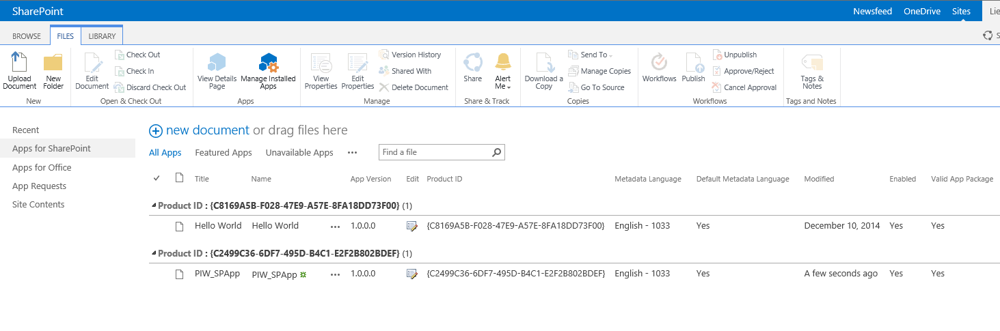 SharePoint Newsfeed OneDrive Sites Lie
BROWSE FILES LIBRARY S
Upload Document
New Folder
New
Edit Document
Check Out
Check In
Discard Check Out
Open & Check Out
View Details Page
Manage Installed Apps
Apps
View Properties
Edit Properties
Version History
Shared With
Delete Document
Manage
Share
Alert Me
Share & Track
Download a Copy
Send To
Manage Copies
Go To Source
Copies
Workflows
Publish
Unpublish
Approve/Reject
Cancel Approval
Workflows
Tags & Notes
Tags and Notes
Recent
Apps for SharePoint
Apps for Office
App Requests
Site Contents
new document or drag files here
All Apps Featured Apps Unavailable Apps ••• Find a file
Title Name App Version Edit Product ID Metadata Language Default Metadata Language Modified Enabled Valid App Package
Product ID : {C8169A5B-F028-47E9-A57E-8FA18DD73F00} (1)
Hello World Hello World ••• 1.0.0.0 {C8169A5B-F028-47E9-A57E-8FA18DD73F00} English - 1033 Yes December 10, 2014 Yes Yes
Product ID : {C2499C36-6DF7-495D-B4C1-E2F2B802BDEF} (1)
PIW_SPApp PIW_SPApp ••• 1.0.0.0 {C2499C36-6DF7-495D-B4C1-E2F2B802BDEF} English - 1033 Yes A few seconds ago Yes Yes